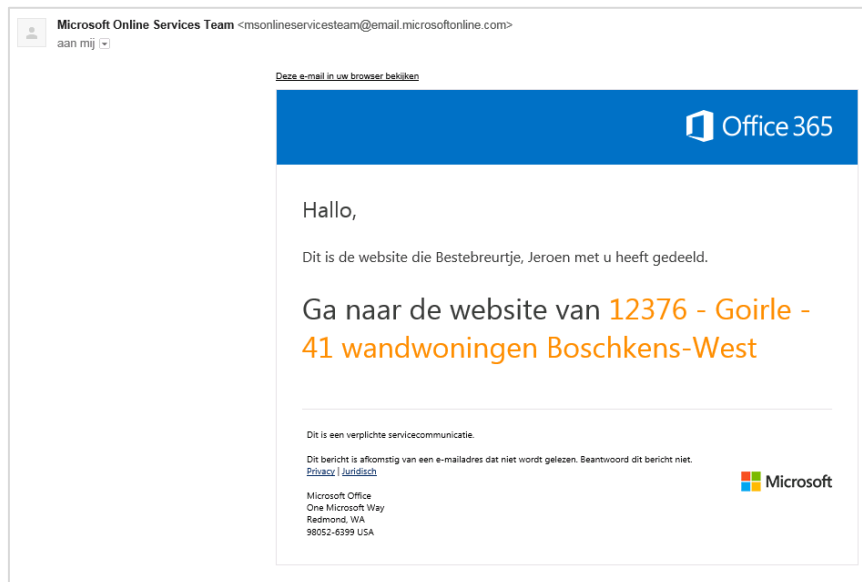 Microsoft Online Services Team <msonlineservicesteam@email.microsoftonline.com>
aan mij
Deze e-mail in uw browser bekijken
Office 365
Hallo,
Dit is de website die Bestebreurtje, Jeroen met u heeft gedeeld.
Ga naar de website van 12376 - Goirle -
41 wandwoningen Boschkens-West
Dit is een verplichte servicecommunicatie.
Dit bericht is afkomstig van een e-mailadres dat niet wordt gelezen. Beantwoord dit bericht niet.
Privacy | Juridisch
Microsoft
Microsoft Office
One Microsoft Way
Redmond, WA
98052-6399 USA